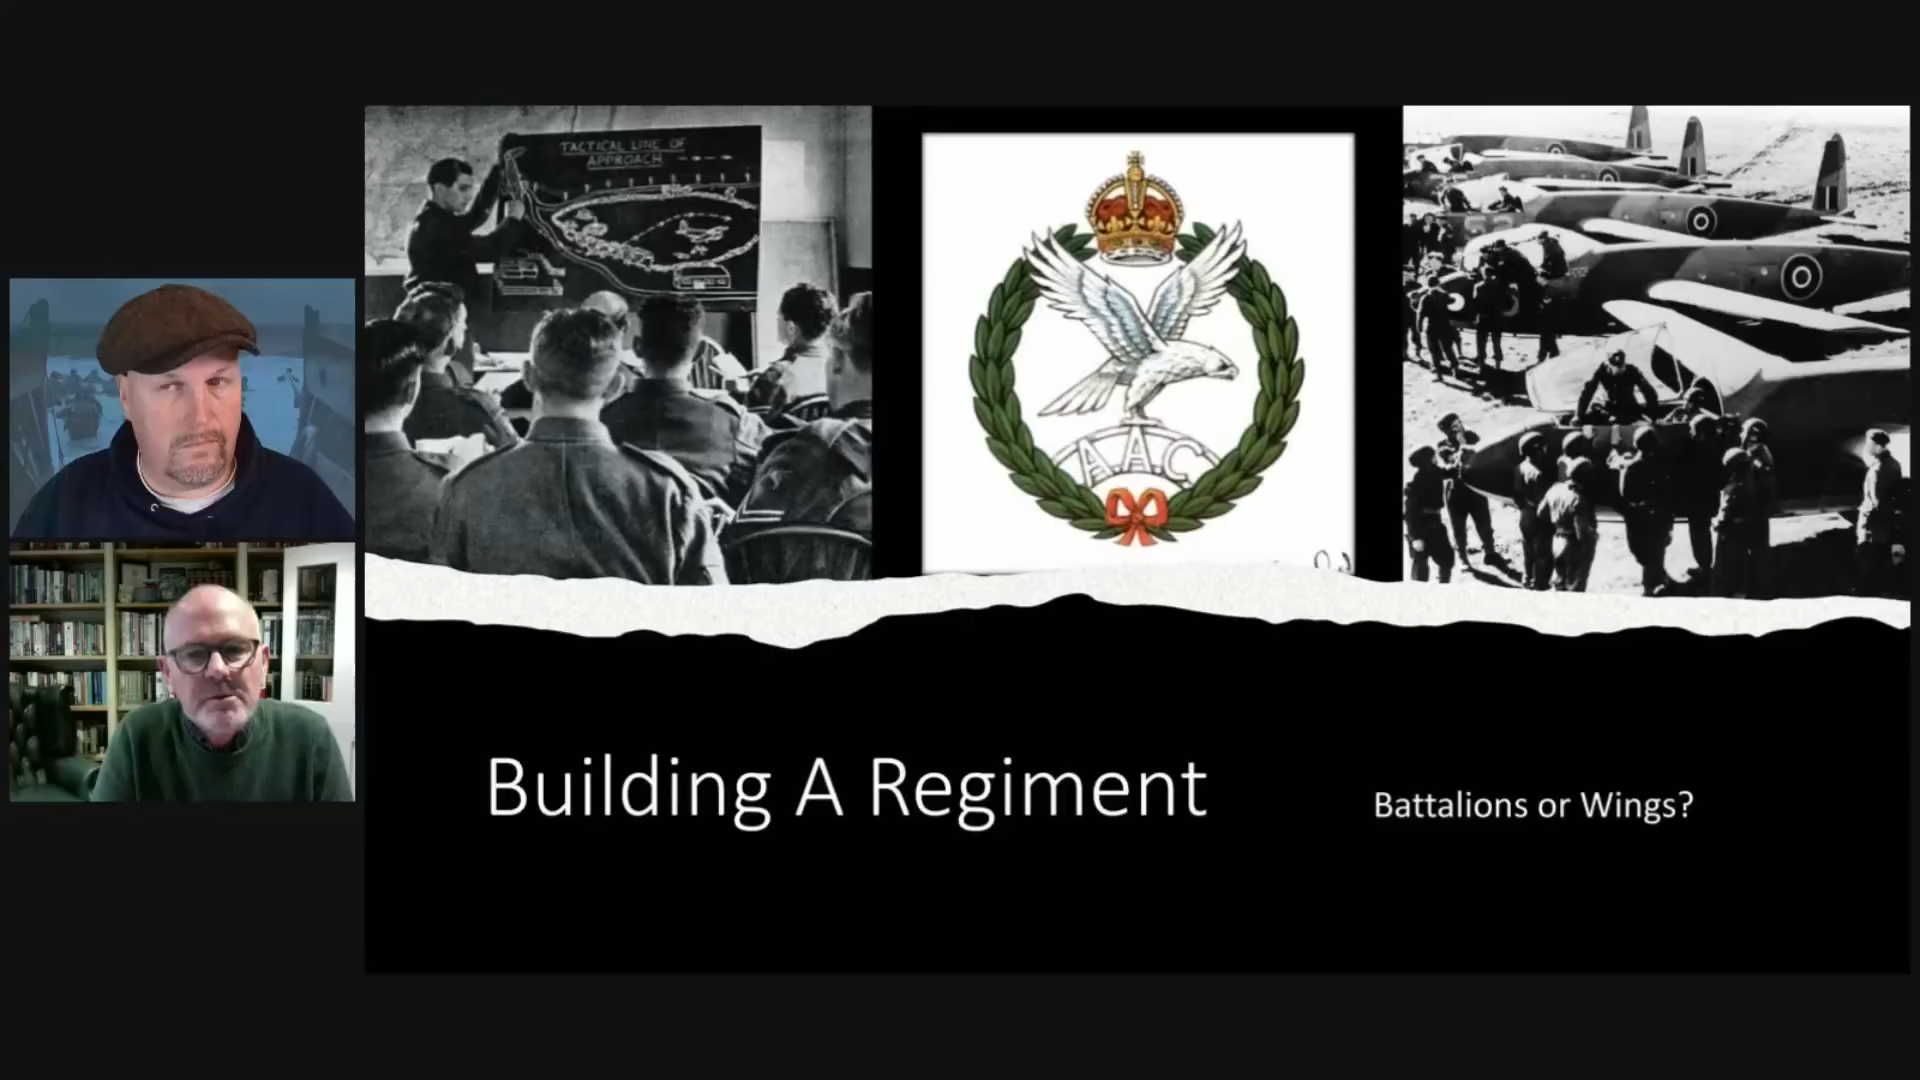 TACTICAL LINE OF
APPROACH
A.A.C
Building A Regiment
Battalions or Wings?